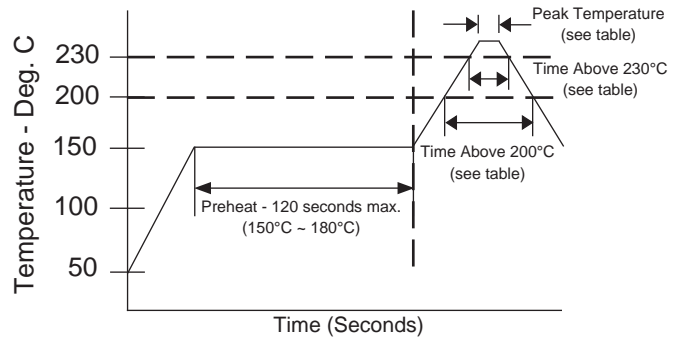 Peak Temperature
(see table)
230
Time Above 230°C
(see table)
200
150
Time Above 200°C
(see table)
100
Preheat - 120 seconds max.
(150°C ~ 180°C)
50
Temperature - Deg. C
Time (Seconds)